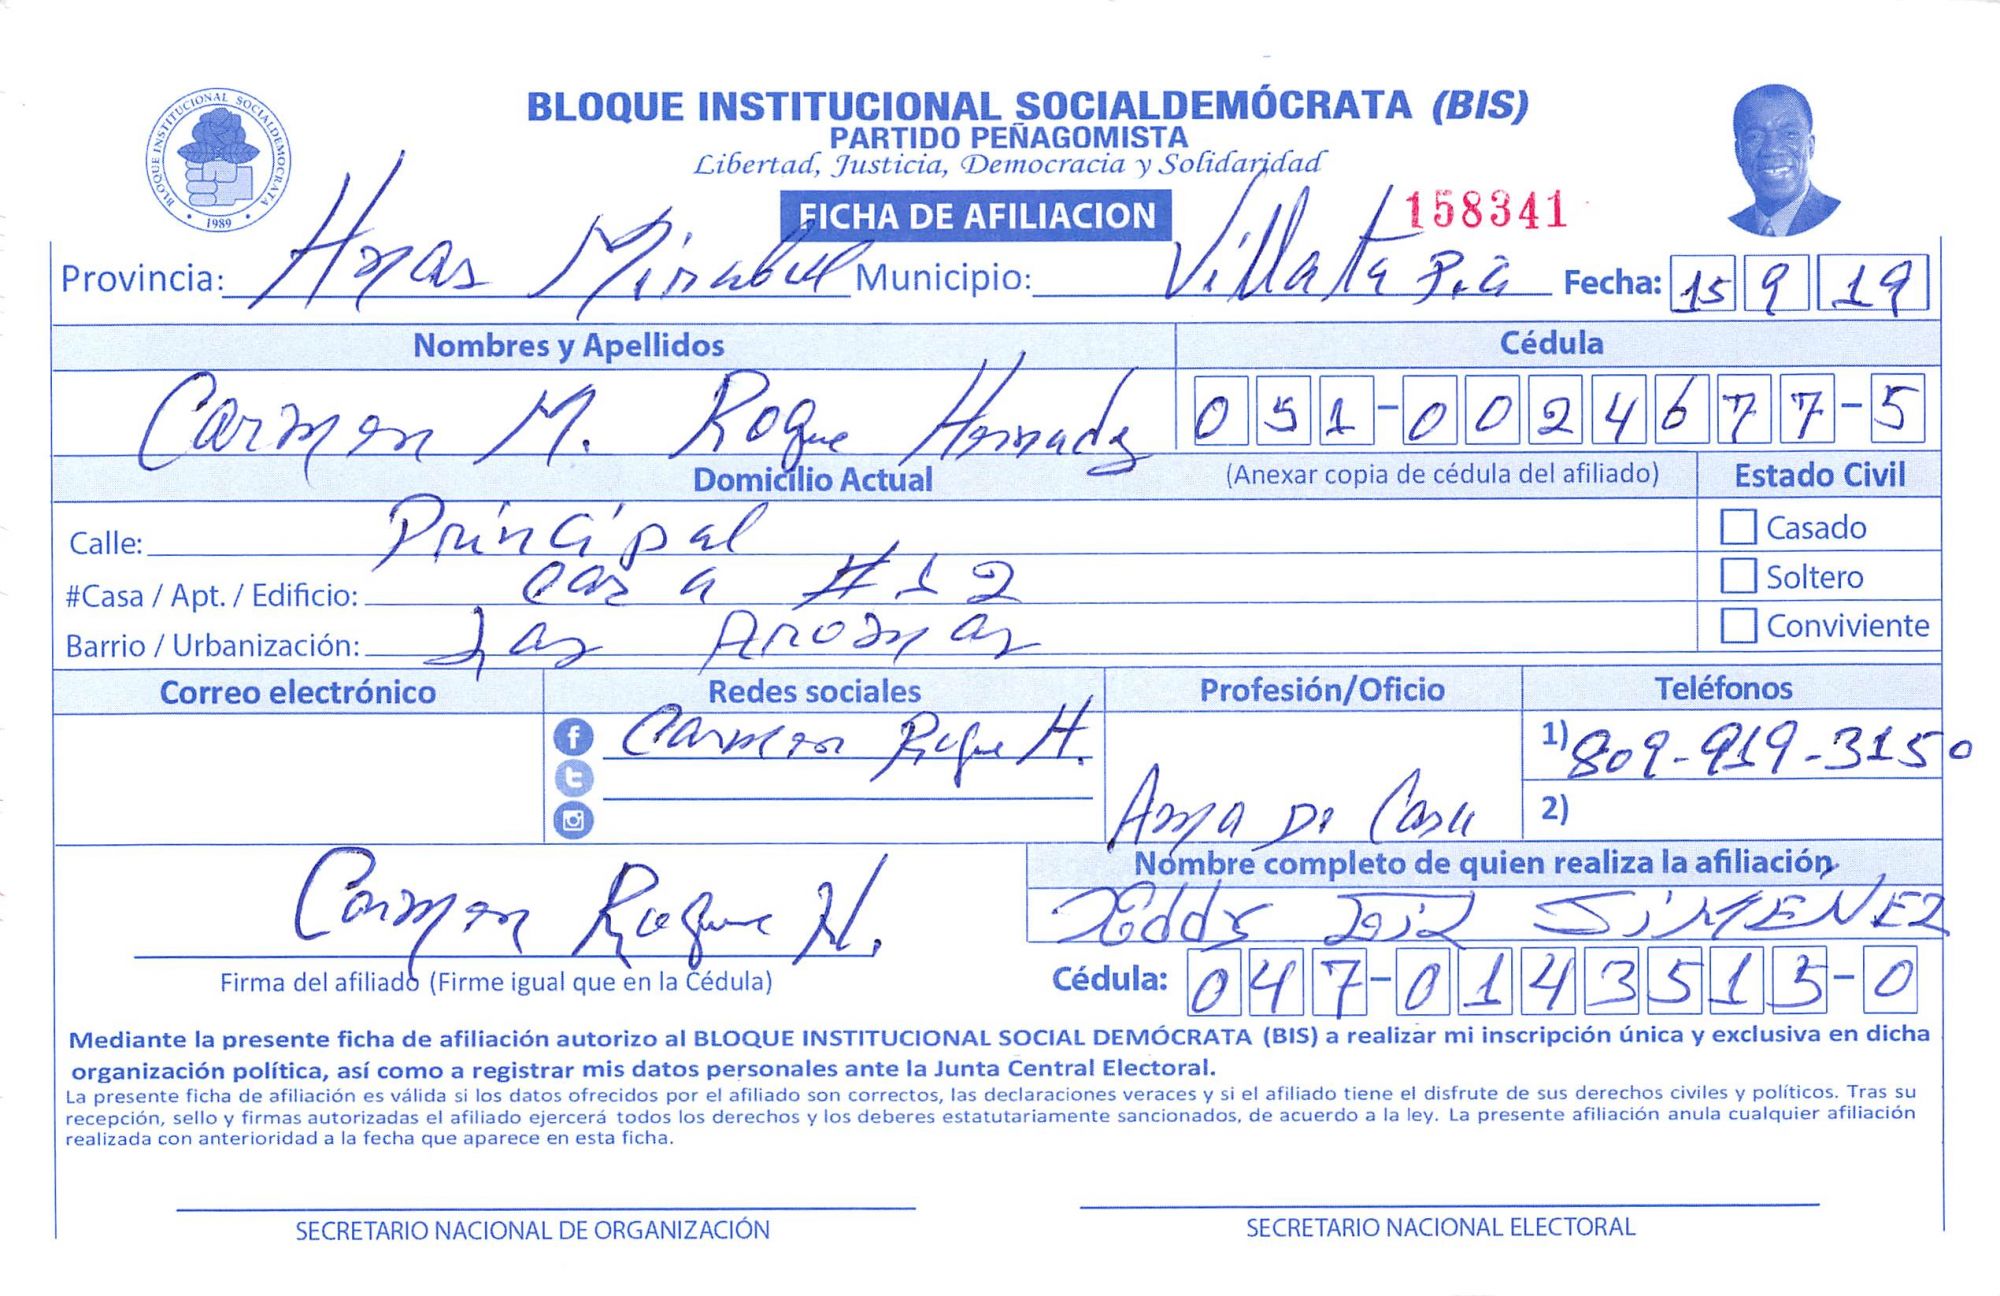 BLOQUE INSTITUCIONAL SOCIALDEMÓCRATA (BIS)
PARTIDO PEÑAGOMISTA
Libertad, Justicia, Democracia y Solidaridad
BLOQUE INSTITUCIONAL SOCIALDEMOCRATA
1989
FICHA DE AFILIACION
158341
Provincia: Hmas Mirabal Municipio: Villa Ta Fecha: 15 9 19
Nombres y Apellidos Cédula
Carmen M. Roque 051-0024677-5
Domicilio Actual (Anexar copia de cédula del afiliado) Estado Civil
Calle: Principal Casado
#Casa / Apt. / Edificio: casa #12 Soltero
Barrio / Urbanización: Las Aromas Conviviente
Correo electrónico Redes sociales Profesión/Oficio Teléfonos
Carmen Roque H. 1) 809-919-3150
Ama De Casa 2)
Nombre completo de quien realiza la afiliación
Carmen Roque H. JiMENEZ
Firma del afiliado (Firme igual que en la Cédula) Cédula: 047-0143515-0
Mediante la presente ficha de afiliación autorizo al BLOQUE INSTITUCIONAL SOCIAL DEMÓCRATA (BIS) a realizar mi inscripción única y exclusiva en dicha
organización política, así como a registrar mis datos personales ante la Junta Central Electoral.
La presente ficha de afiliación es válida si los datos ofrecidos por el afiliado son correctos, las declaraciones veraces y si el afiliado tiene el disfrute de sus derechos civiles y políticos. Tras su
recepción, sello y firmas autorizadas el afiliado ejercerá todos los derechos y los deberes estatutariamente sancionados, de acuerdo a la ley. La presente afiliación anula cualquier afiliación
realizada con anterioridad a la fecha que aparece en esta ficha.
SECRETARIO NACIONAL DE ORGANIZACIÓN SECRETARIO NACIONAL ELECTORAL